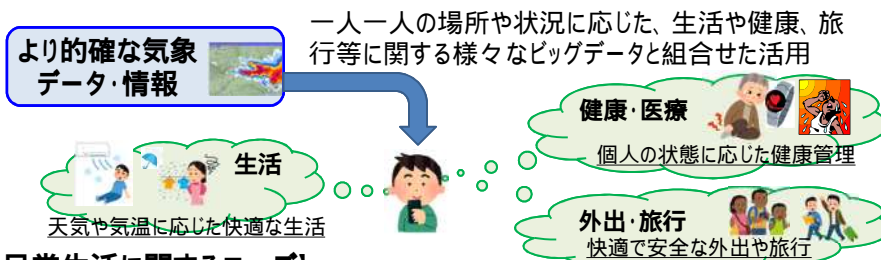 一人一人の場所や状況に応じた、生活や健康、旅
行等に関する様々なビッグデータと組合せた活用
より的確な気象
データ・情報
健康・医療
個人の状態に応じた健康管理
生活
天気や気温に応じた快適な生活
外出・旅行
快適で安全な外出や旅行